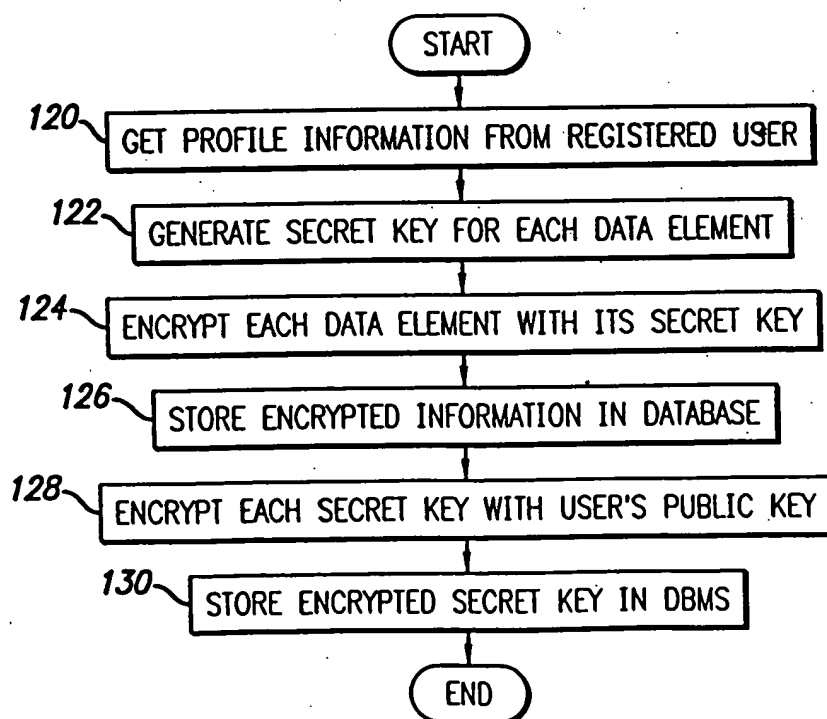 START
120
GET PROFILE INFORMATION FROM REGISTERED USER
122
GENERATE SECRET KEY FOR EACH DATA ELEMENT
124
ENCRYPT EACH DATA ELEMENT WITH ITS SECRET KEY
126
STORE ENCRYPTED INFORMATION IN DATABASE
128
ENCRYPT EACH SECRET KEY WITH USER'S PUBLIC KEY
130
STORE ENCRYPTED SECRET KEY IN DBMS
END